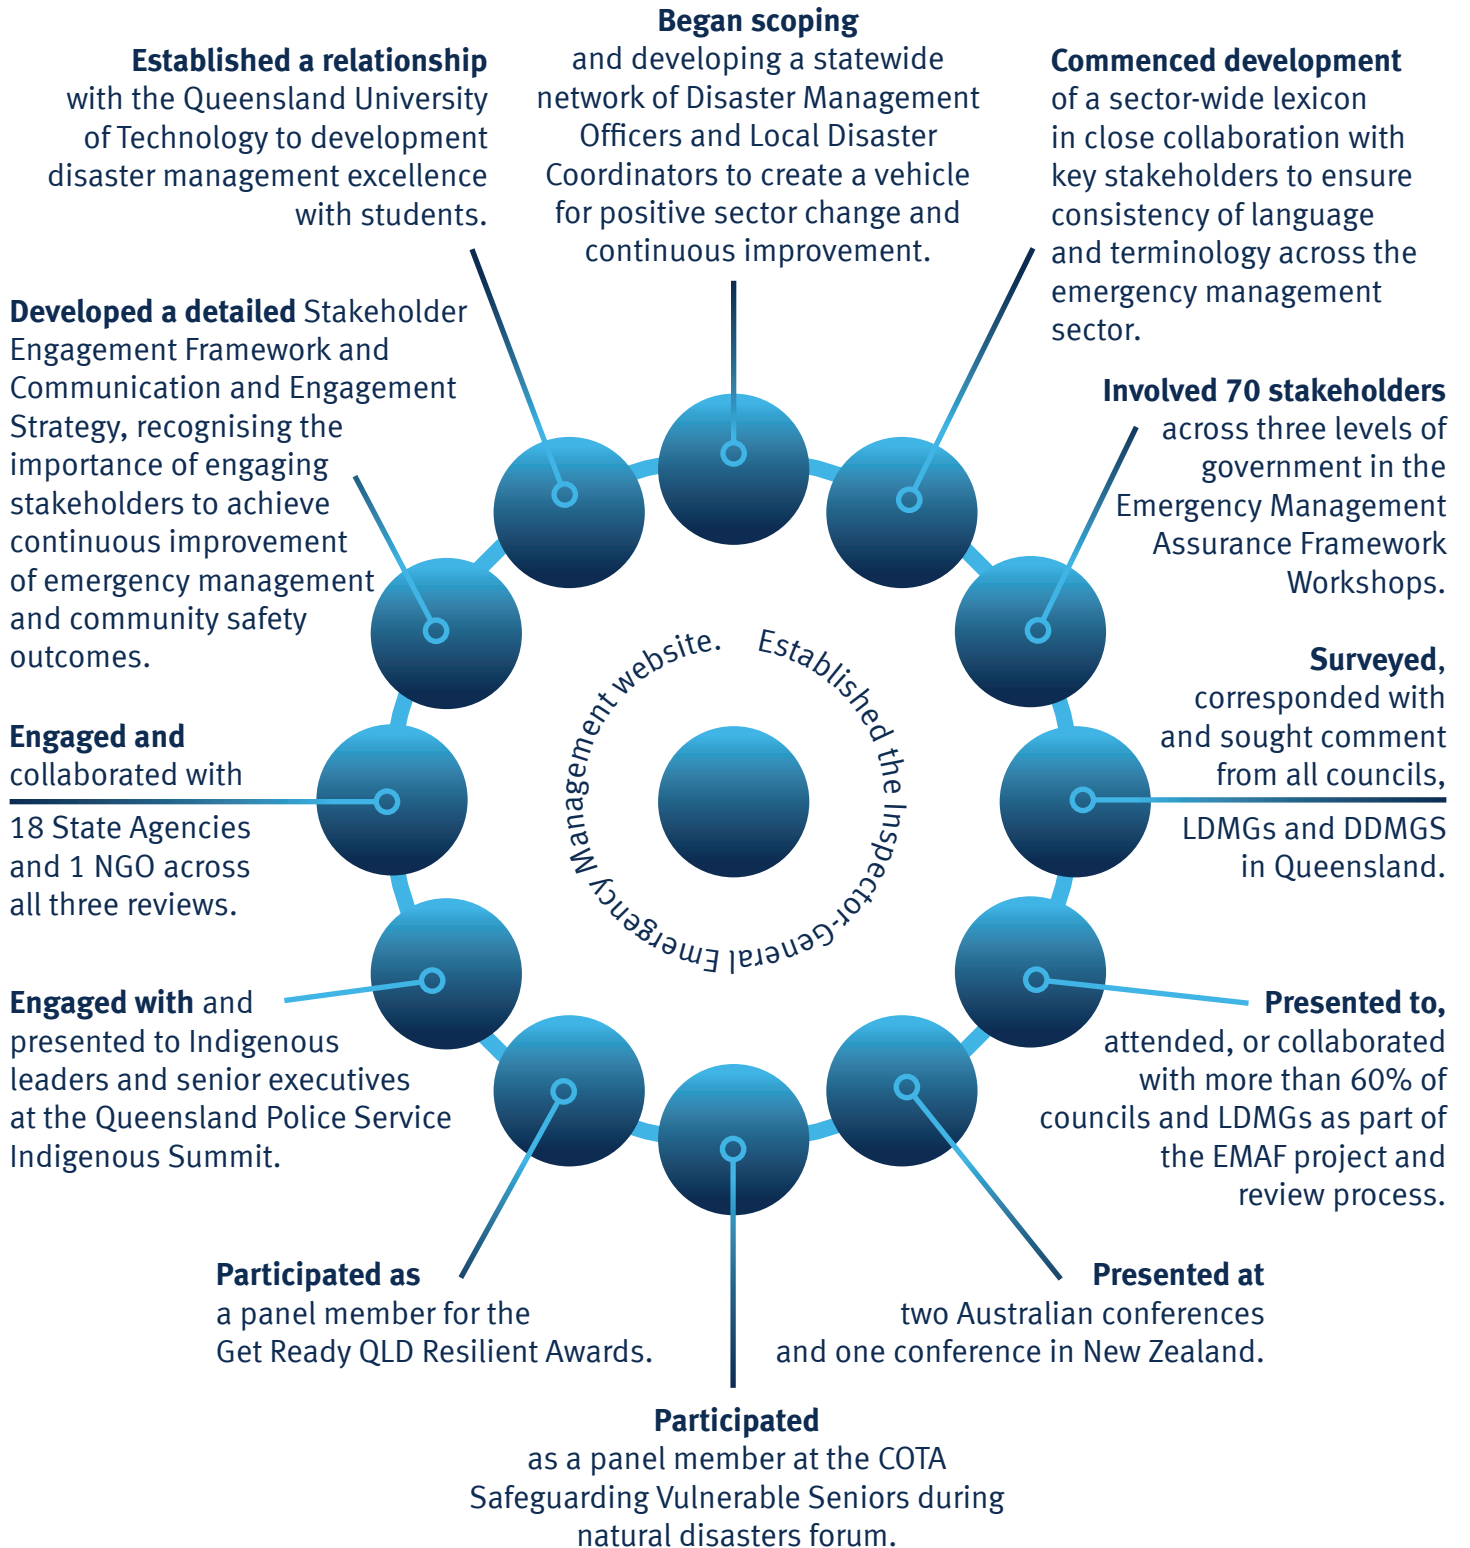 Began scoping
and developing a statewide
network of Disaster Management
Officers and Local Disaster
Coordinators to create a vehicle
for positive sector change and
continuous improvement.
Commenced development
of a sector-wide lexicon
in close collaboration with
key stakeholders to ensure
consistency of language
and terminology across the
emergency management
sector.
Involved 70 stakeholders
across three levels of
government in the
Emergency Management
Assurance Framework
Workshops.
Surveyed,
corresponded with
and sought comment
from all councils,
LDMGs and DDMGS
in Queensland.
Presented to,
attended, or collaborated
with more than 60% of
councils and LDMGs as part of
the EMAF project and
review process.
Presented at
two Australian conferences
and one conference in New Zealand.
Participated
as a panel member at the COTA
Safeguarding Vulnerable Seniors during
natural disasters forum.
Participated as
a panel member for the
Get Ready QLD Resilient Awards.
Engaged with and
presented to Indigenous
leaders and senior executives
at the Queensland Police Service
Indigenous Summit.
Engaged and
collaborated with
18 State Agencies
and 1 NGO across
all three reviews.
Developed a detailed Stakeholder
Engagement Framework and
Communication and Engagement
Strategy, recognising the
importance of engaging
stakeholders to achieve
continuous improvement
of emergency management
and community safety
outcomes.
Established a relationship
with the Queensland University
of Technology to development
disaster management excellence
with students.
Established the Inspector-General Emergency Management website.